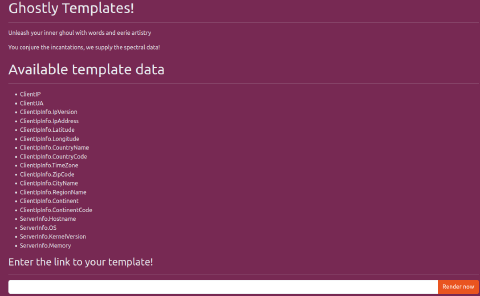 Ghostly Templates!
Unleash your inner ghoul with words and eerie artistry
You conjure the incantations, we supply the spectral data!
Available template data
ClientIP
ClientUA
ClientIpInfo.IpVersion
ClientIpInfo.IpAddress
ClientIpInfo.Latitude
ClientIpInfo.Longitude
ClientIpInfo.CountryName
ClientIpInfo.CountryCode
ClientIpInfo.TimeZone
ClientIpInfo.ZipCode
ClientIpInfo.CityName
ClientIpInfo.RegionName
ClientIpInfo.Continent
ClientIpInfo.ContinentCode
ServerInfo.Hostname
ServerInfo.OS
ServerInfo.KernelVersion
ServerInfo.Memory
Enter the link to your template!
Render now